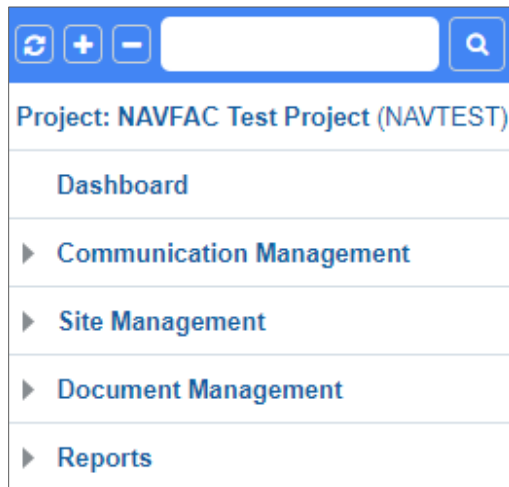 Project: NAVFAC Test Project (NAVTEST)
Dashboard
Communication Management
Site Management
Document Management
Reports